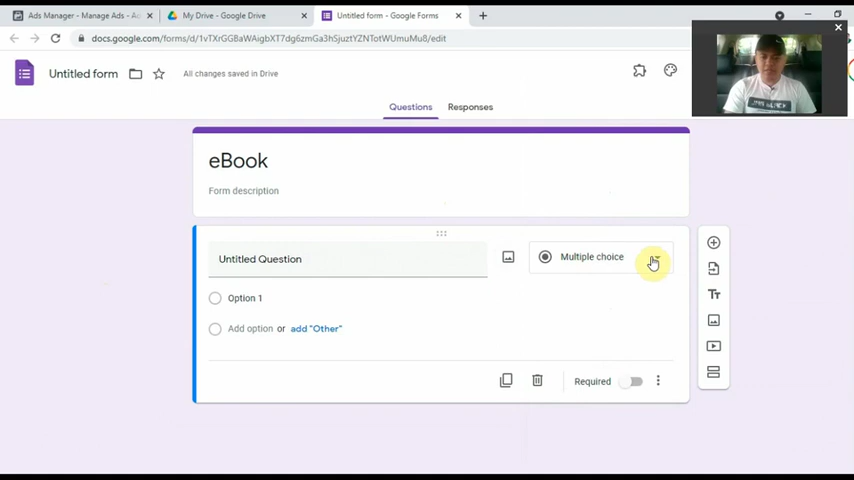 Ads Manager - Manage Ads - Ad
My Drive - Google Drive
Untitled form - Google Forms
docs.google.com/forms/d/1vTXrGGBaWAigbXT7dg6zmGa3hSjuztYZNTotWUmuMu8/edit
Untitled form
All changes saved in Drive
Questions
Responses
eBook
Form description
Untitled Question
Multiple choice
Option 1
Add option or add "Other"
Required